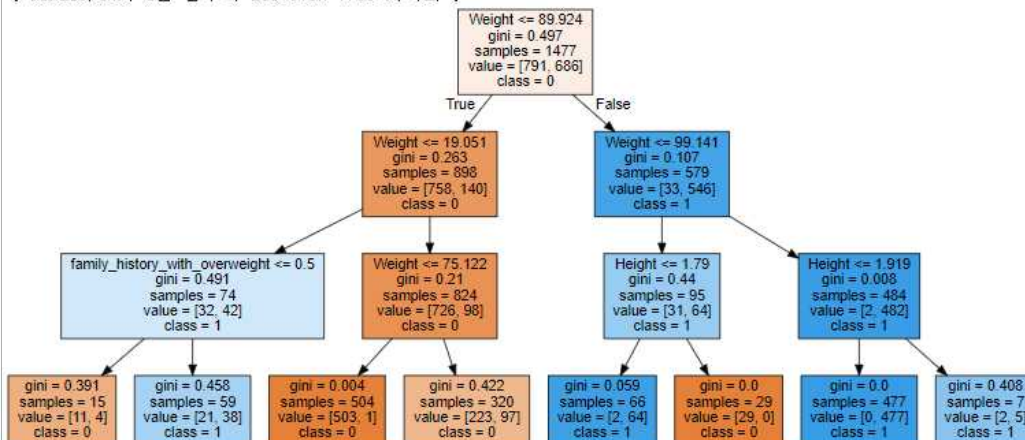 Weight <= 89.924
gini = 0.497
samples = 1477
value = [791, 686]
class = 0
True
False
Weight <= 19.051
gini = 0.263
samples = 898
value = [758, 140]
class = 0
Weight <= 99.141
gini = 0.107
samples = 579
value = [33, 546]
class = 1
family_history_with_overweight <= 0.5
gini = 0.491
samples = 74
value = [32, 42]
class = 1
Weight <= 75.122
gini = 0.21
samples = 824
value = [726, 98]
class = 0
Height <= 1.79
gini = 0.44
samples = 95
value = [31, 64]
class = 1
Height <= 1.919
gini = 0.008
samples = 484
value = [2, 482]
class = 1
gini = 0.391
samples = 15
value = [11, 4]
class = 0
gini = 0.458
samples = 59
value = [21, 38]
class = 1
gini = 0.004
samples = 504
value = [503, 1]
class = 0
gini = 0.422
samples = 320
value = [223, 97]
class = 0
gini = 0.059
samples = 66
value = [2, 64]
class = 1
gini = 0.0
samples = 29
value = [29, 0]
class = 0
gini = 0.0
samples = 477
value = [0, 477]
class = 1
gini = 0.408
samples = 7
value = [2, 5
class = 1